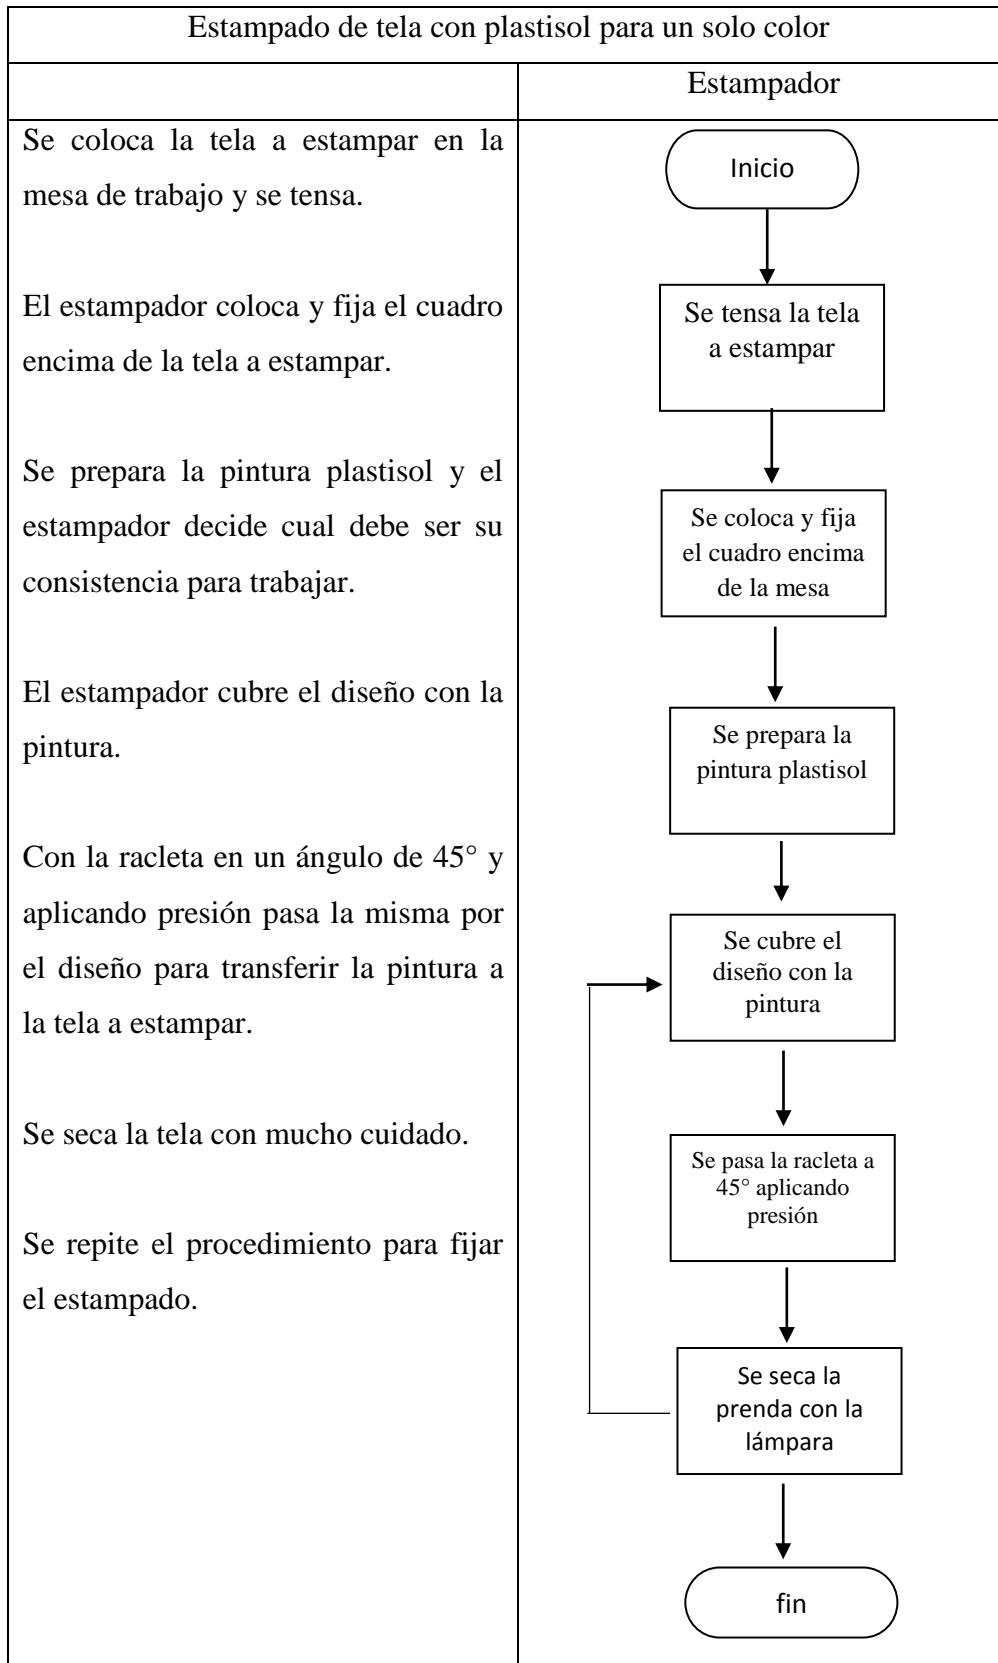 Estampado de tela con plastisol para un solo color
Estampador
Se coloca la tela a estampar en la
mesa de trabajo y se tensa.
El estampador coloca y fija el cuadro
encima de la tela a estampar.
Se prepara la pintura plastisol y el
estampador decide cual debe ser su
consistencia para trabajar.
El estampador cubre el diseño con la
pintura.
Con la racleta en un ángulo de 45° y
aplicando presión pasa la misma por
el diseño para transferir la pintura a
la tela a estampar.
Se seca la tela con mucho cuidado.
Se repite el procedimiento para fijar
el estampado.
Inicio
Se tensa la tela
a estampar
Se coloca y fija
el cuadro encima
de la mesa
Se prepara la
pintura plastisol
Se cubre el
diseño con la
pintura
Se pasa la racleta a
45° aplicando
presión
Se seca la
prenda con la
lámpara
fin